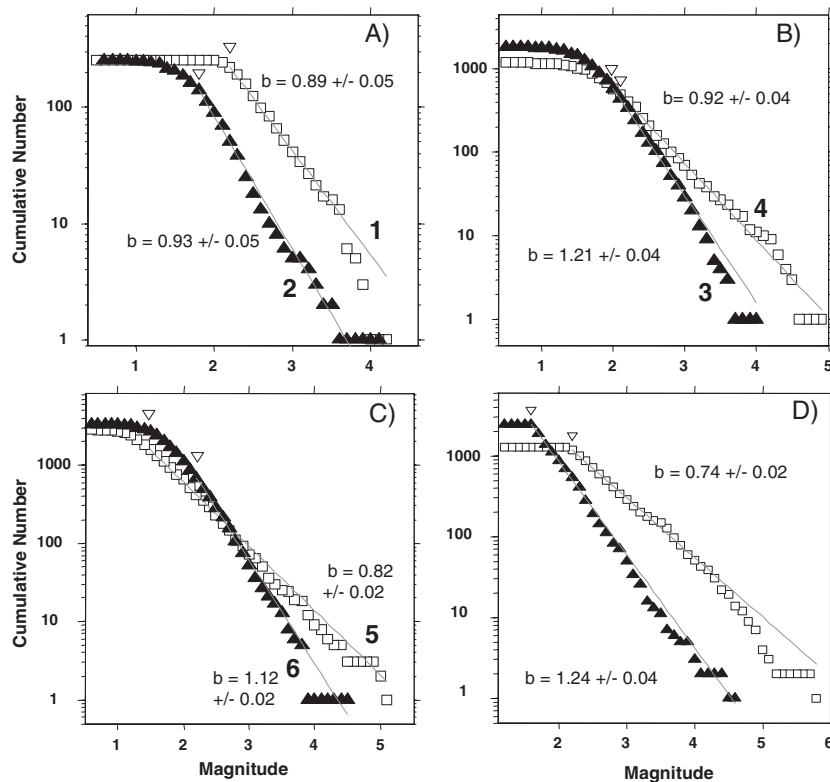 A)
b = 0.89 +/- 0.05
b = 0.93 +/- 0.05
1
2
Cumulative Number
100
10
1
1 2 3 4
B)
b= 0.92 +/- 0.04
b = 1.21 +/- 0.04
4
3
1000
100
10
1
1 2 3 4 5
C)
b = 0.82
+/- 0.02
5
6
b = 1.12
+/- 0.02
Cumulative Number
1000
100
10
1
1 2 3 4 5
Magnitude
D)
b = 0.74 +/- 0.02
b = 1.24 +/- 0.04
1000
100
10
1
2 3 4 5 6
Magnitude